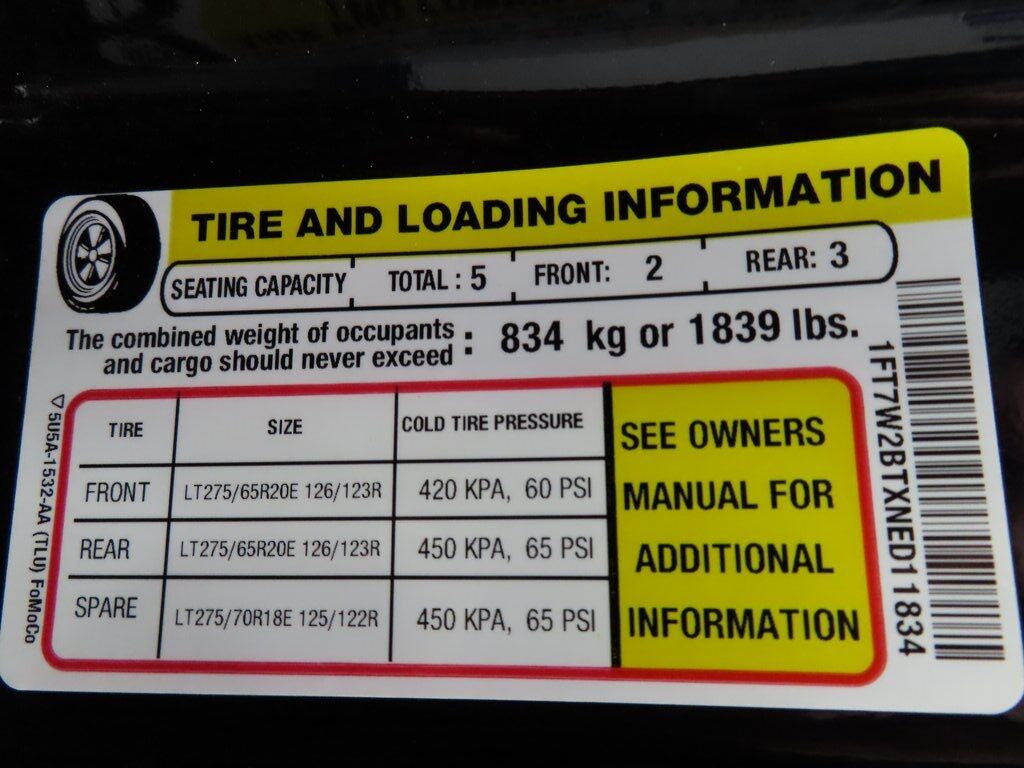 TIRE AND LOADING INFORMATION
SEATING CAPACITY TOTAL : 5 FRONT: 2 REAR: 3
The combined weight of occupants
and cargo should never exceed : 834 kg or 1839 lbs.
TIRE SIZE COLD TIRE PRESSURE
FRONT LT275/65R20E 126/123R 420 KPA, 60 PSI
REAR LT275/65R20E 126/123R 450 KPA, 65 PSI
SPARE LT275/70R18E 125/122R 450 KPA, 65 PSI
SEE OWNERS
MANUAL FOR
ADDITIONAL
INFORMATION
1FT7W2BTXNED11834
5U5A-1532-AA (TLU) FoMoCo